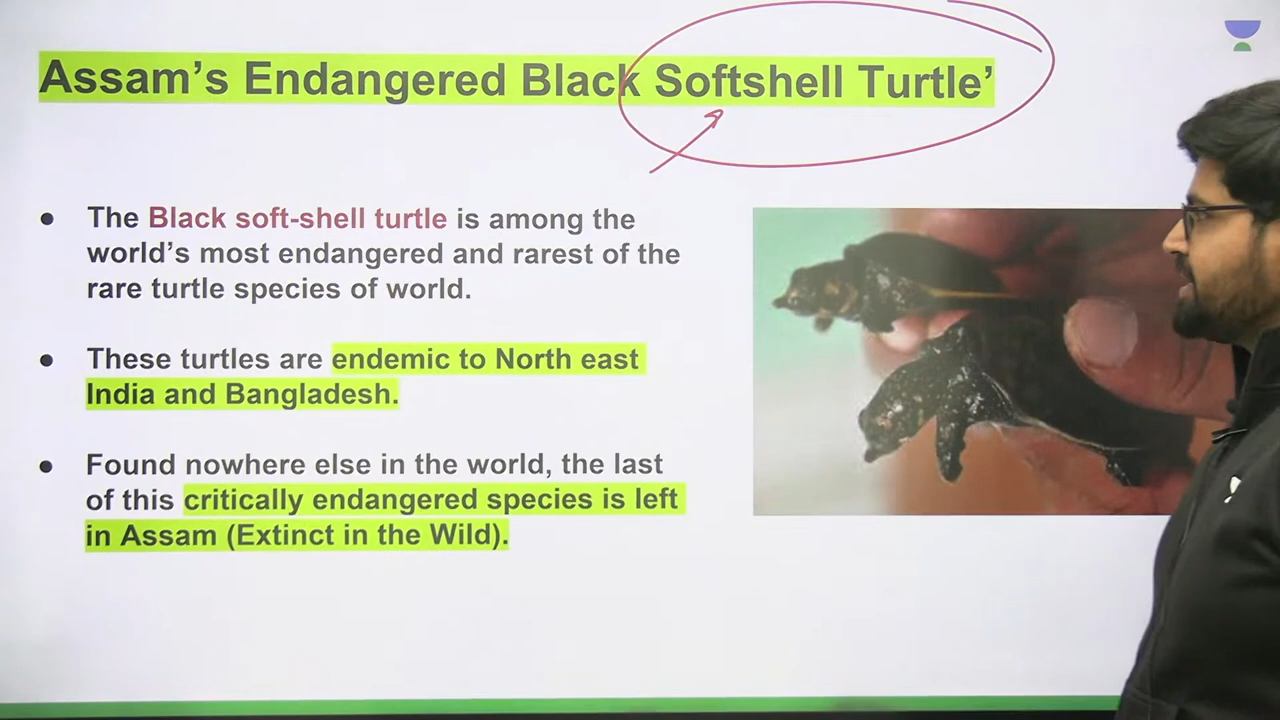 Assam’s Endangered Black Softshell Turtle’
● The Black soft-shell turtle is among the
world’s most endangered and rarest of the
rare turtle species of world.
● These turtles are endemic to North east
India and Bangladesh.
● Found nowhere else in the world, the last
of this critically endangered species is left
in Assam (Extinct in the Wild).